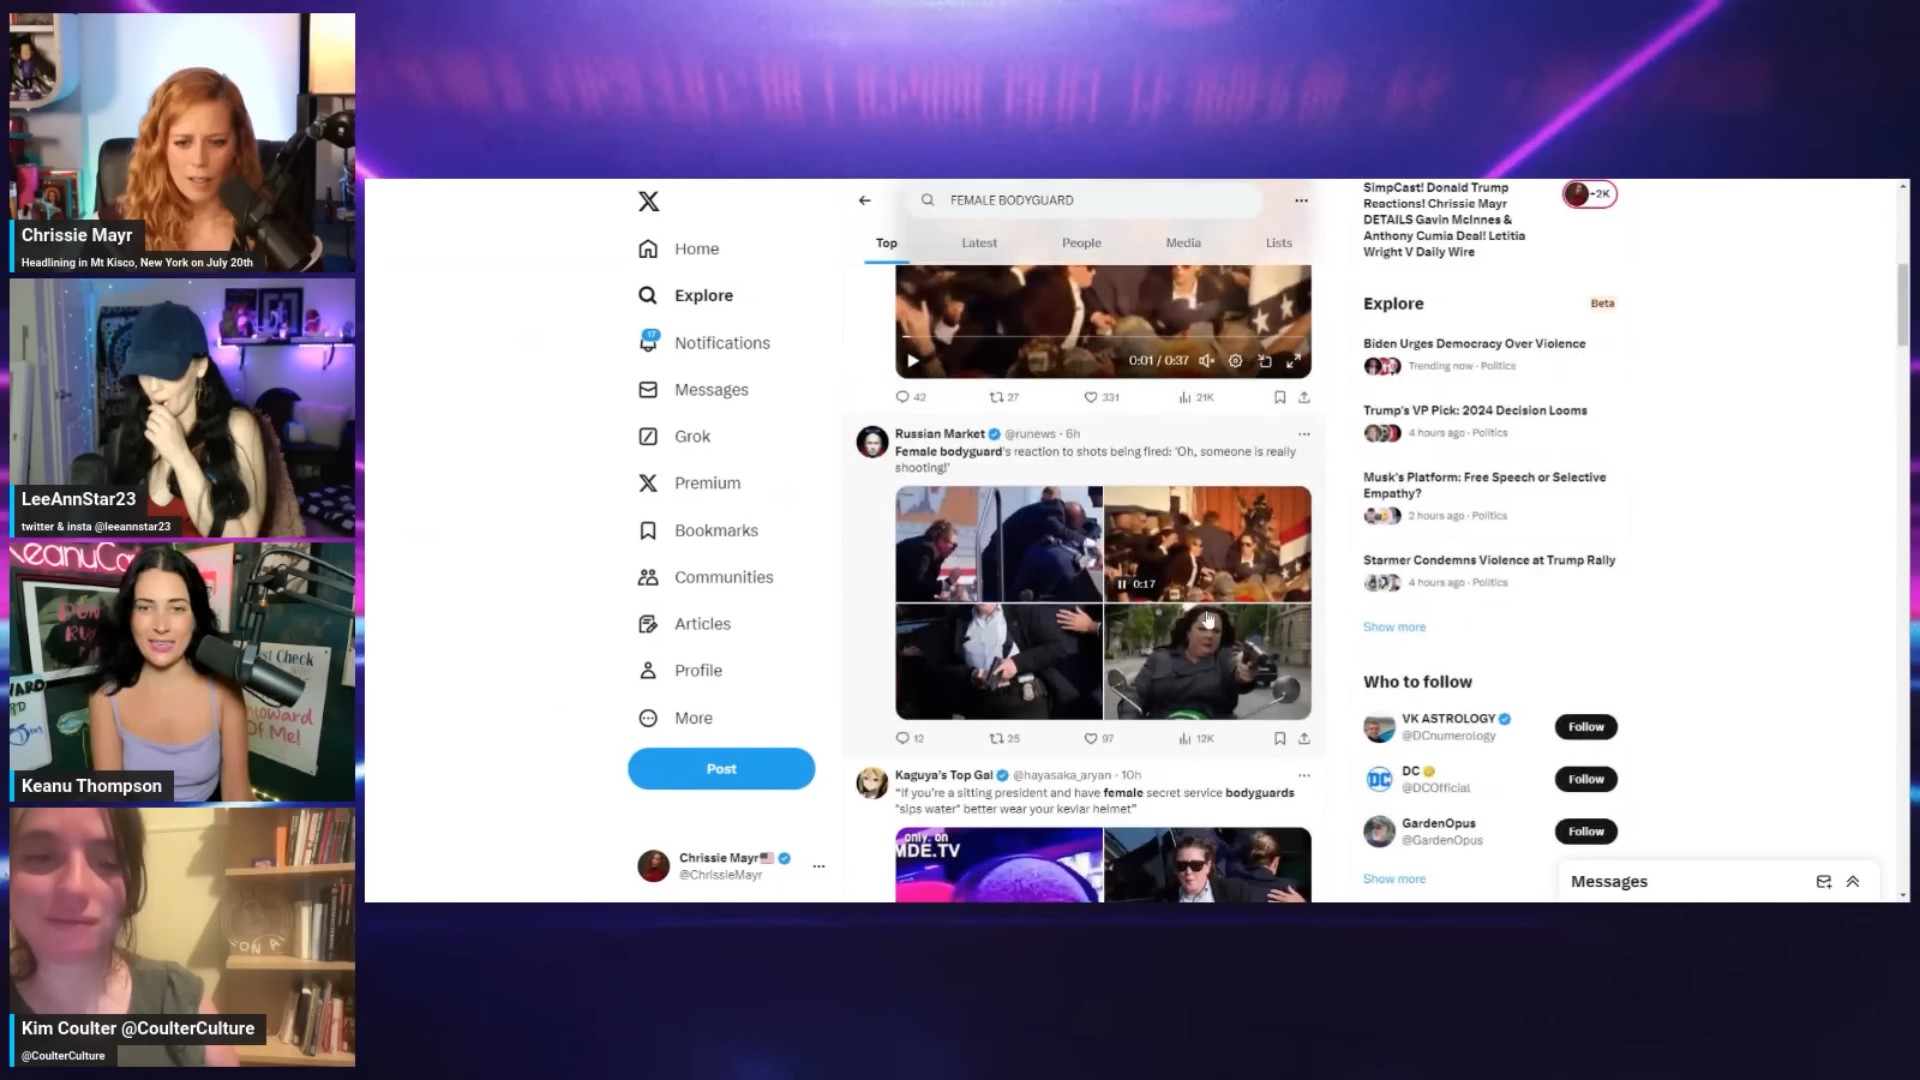 Chrissie Mayr
Headlining in Mt Kisco, New York on July 20th
LeeAnnStar23
twitter & insta @leeannstar23
Keanu Thompson
Kim Coulter @CoulterCulture
@CoulterCulture
Home
Explore
17
Notifications
Messages
Grok
Premium
Bookmarks
Communities
Articles
Profile
More
Post
Chrissie Mayr
@ChrissieMayr
FEMALE BODYGUARD
Top
Latest
People
Media
Lists
0:01 / 0:37
42
27
331
21K
Russian Market @runews · 6h
Female bodyguard's reaction to shots being fired: 'Oh, someone is really
shooting!'
0:17
12
25
97
12K
Kaguya's Top Gal @hayasaka_aryan · 10h
“If you're a sitting president and have female secret service bodyguards
*sips water* better wear your kevlar helmet”
only. on
MDE.TV
SimpCast! Donald Trump
Reactions! Chrissie Mayr
DETAILS Gavin McInnes &
Anthony Cumia Deal! Letitia
Wright V Daily Wire
+2K
Explore
Beta
Biden Urges Democracy Over Violence
Trending now · Politics
Trump's VP Pick: 2024 Decision Looms
4 hours ago · Politics
Musk's Platform: Free Speech or Selective
Empathy?
2 hours ago · Politics
Starmer Condemns Violence at Trump Rally
4 hours ago · Politics
Show more
Who to follow
VK ASTROLOGY
@DCnumerology
Follow
DC
@DCOfficial
Follow
GardenOpus
@GardenOpus
Follow
Show more
Messages